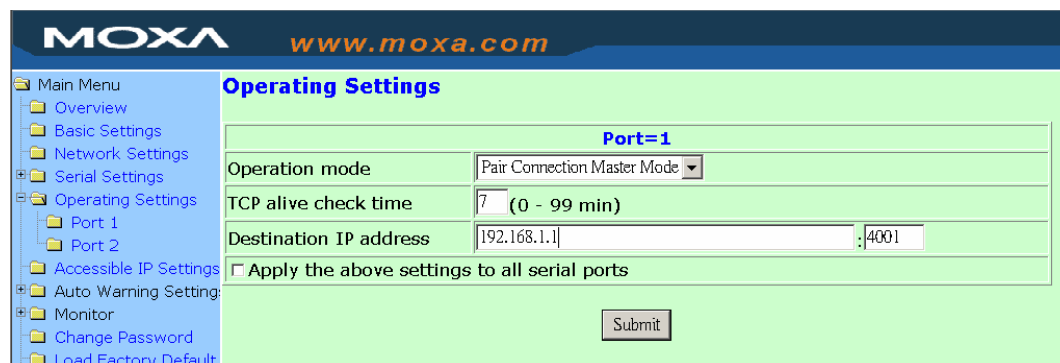 MOXA www.moxa.com
Main Menu
Overview
Basic Settings
Network Settings
Serial Settings
Operating Settings
Port 1
Port 2
Accessible IP Settings
Auto Warning Setting
Monitor
Change Password
Load Factory Default
Operating Settings
Port=1
Operation mode Pair Connection Master Mode
TCP alive check time 7 (0 - 99 min)
Destination IP address 192.168.1.1 : 4001
Apply the above settings to all serial ports
Submit